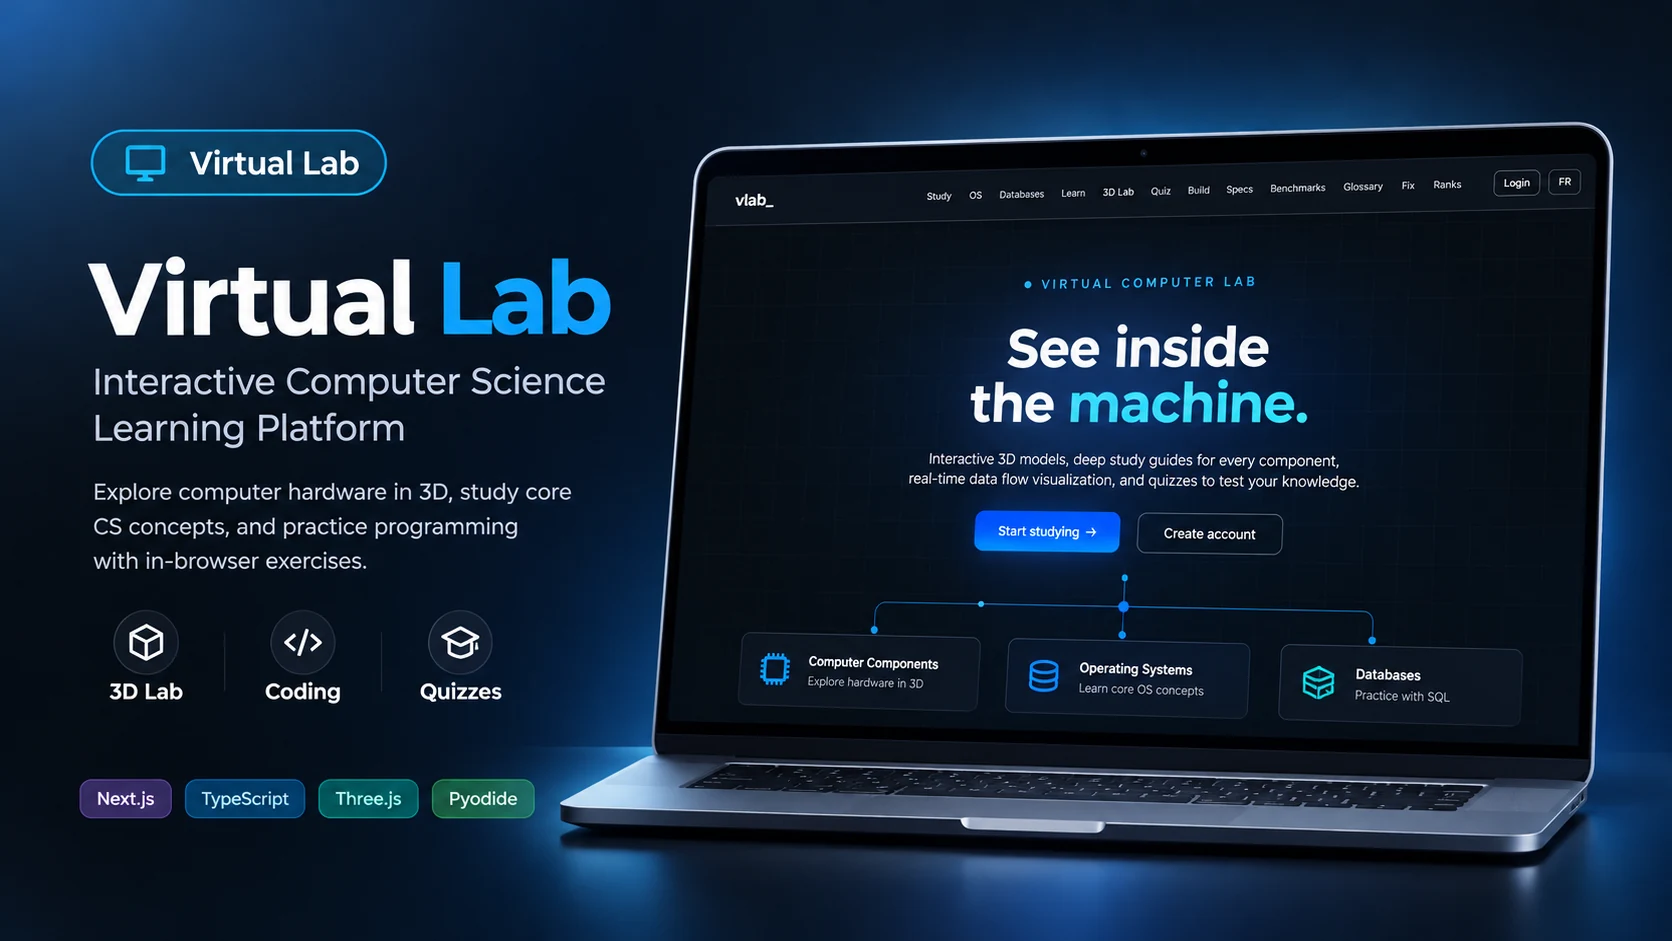 Virtual Lab
Virtual Lab
Interactive Computer Science
Learning Platform
Explore computer hardware in 3D, study core
CS concepts, and practice programming
with in-browser exercises.
3D Lab
Coding
Quizzes
Next.js
TypeScript
Three.js
Pyodide
vlab_
Study
OS
Databases
Learn
3D Lab
Quiz
Build
Specs
Benchmarks
Glossary
Fix
Ranks
Login
FR
VIRTUAL COMPUTER LAB
See inside
the machine.
Interactive 3D models, deep study guides for every component,
real-time data flow visualization, and quizzes to test your knowledge.
Start studying →
Create account
Computer Components
Explore hardware in 3D
Operating Systems
Learn core OS concepts
Databases
Practice with SQL